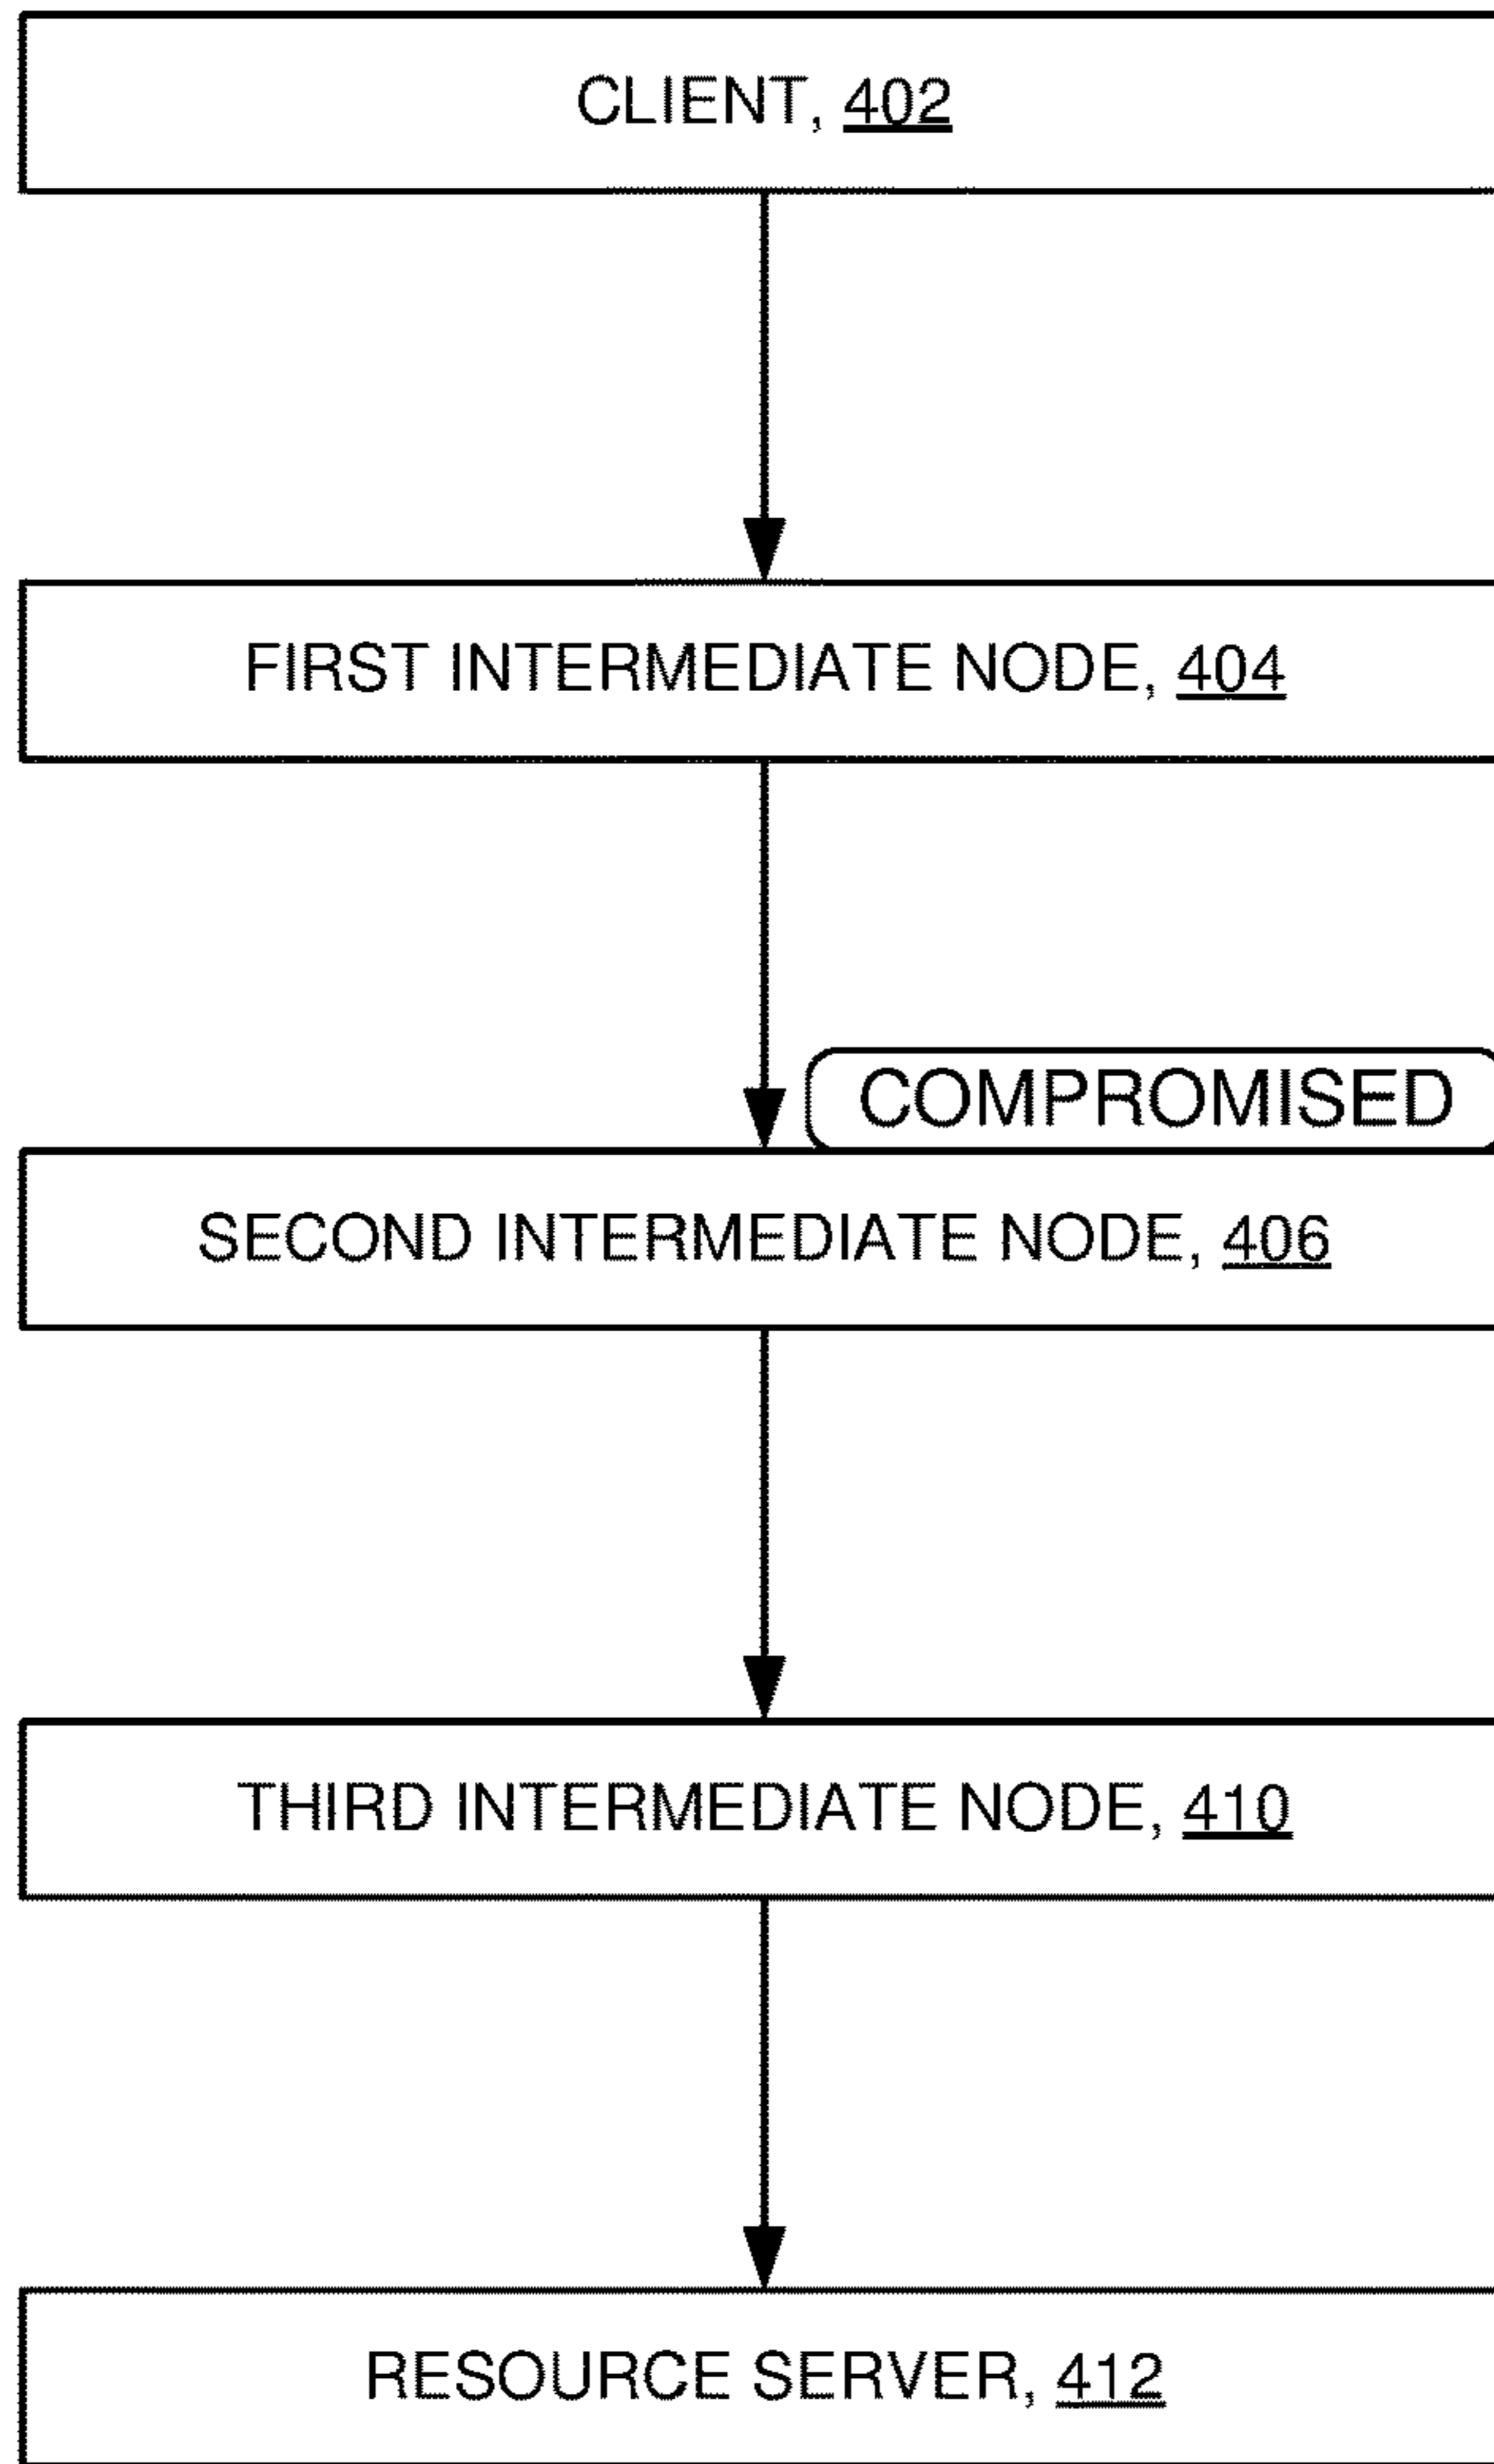 CLIENT, 402
FIRST INTERMEDIATE NODE, 404
COMPROMISED
SECOND INTERMEDIATE NODE, 406
THIRD INTERMEDIATE NODE, 410
RESOURCE SERVER, 412